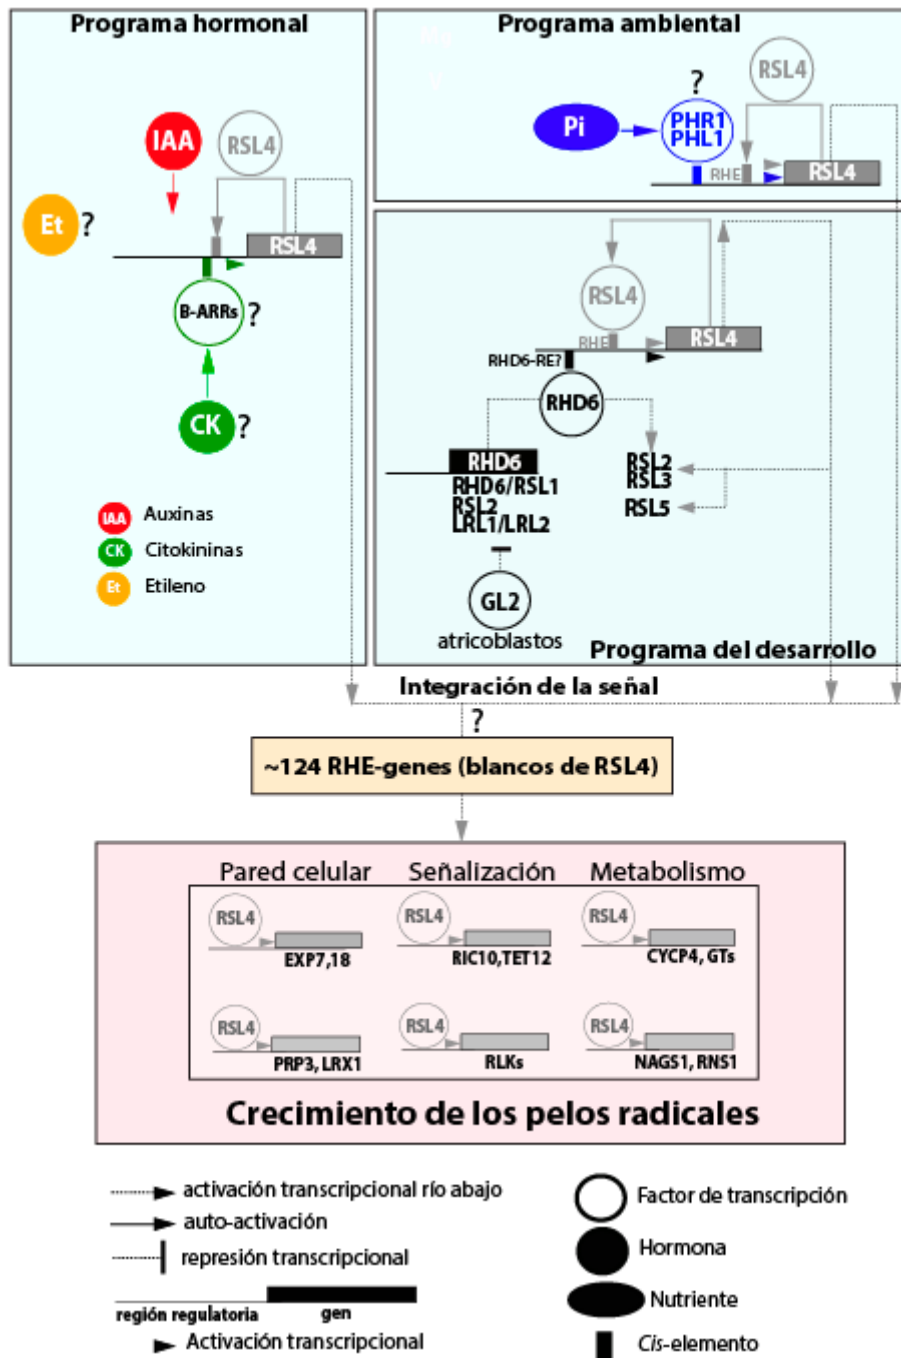 Programa hormonal
IAA
RSL4
Et
?
RSL4
B-ARRs
?
CK
?
IAA Auxinas
CK Citokininas
Et Etileno
Programa ambiental
?
RSL4
Pi
PHR1
PHL1
RHE
RSL4
RSL4
RHE
RSL4
RHD6-RE?
RHD6
RHD6
RHD6/RSL1
RSL2
LRL1/LRL2
RSL2
RSL3
RSL5
GL2
atricoblastos
Programa del desarrollo
Integración de la señal
?
~124 RHE-genes (blancos de RSL4)
Pared celular Señalización Metabolismo
RSL4 RSL4 RSL4
EXP7,18 RIC10,TET12 CYCP4, GTs
RSL4 RSL4 RSL4
PRP3, LRX1 RLKs NAGS1, RNS1
Crecimiento de los pelos radicales
activación transcripcional río abajo
auto-activación
represión transcripcional
región regulatoria gen
Activación transcripcional
Factor de transcripción
Hormona
Nutriente
Cis-elemento